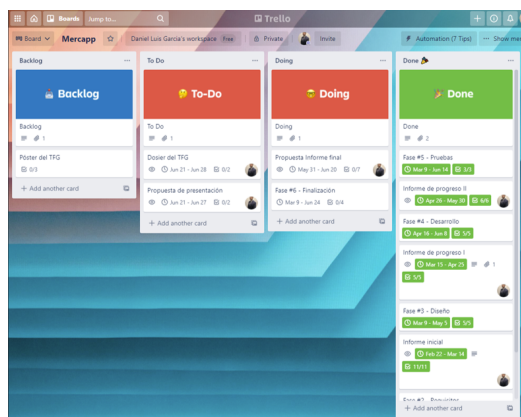 Boards
Jump to...
Trello
Board
Mercapp
Daniel Luis Garcia's workspace
Free
Private
Invite
Automation (7 Tips)
Show me
Backlog
Backlog
Backlog
1
Póster del TFG
0/3
+ Add another card
To Do
To-Do
To Do
1
Dosier del TFG
Jun 21 - Jun 28
0/2
Propuesta de presentación
Jun 21 - Jun 27
0/2
+ Add another card
Doing
Doing
Doing
1
Propuesta Informe final
May 31 - Jun 20
0/7
Fase #6 - Finalización
Mar 9 - Jun 24
0/4
+ Add another card
Done
Done
Done
2
Fase #5 - Pruebas
Mar 9 - Jun 14
3/3
Informe de progreso II
Apr 26 - May 30
6/6
Fase #4 - Desarrollo
Apr 16 - Jun 8
5/5
Informe de progreso I
Mar 15 - Apr 25
1
5/5
Fase #3 - Diseño
Mar 9 - May 5
5/5
Informe inicial
Feb 22 - Mar 14
11/11
Fase #2 - Requisitos
+ Add another card